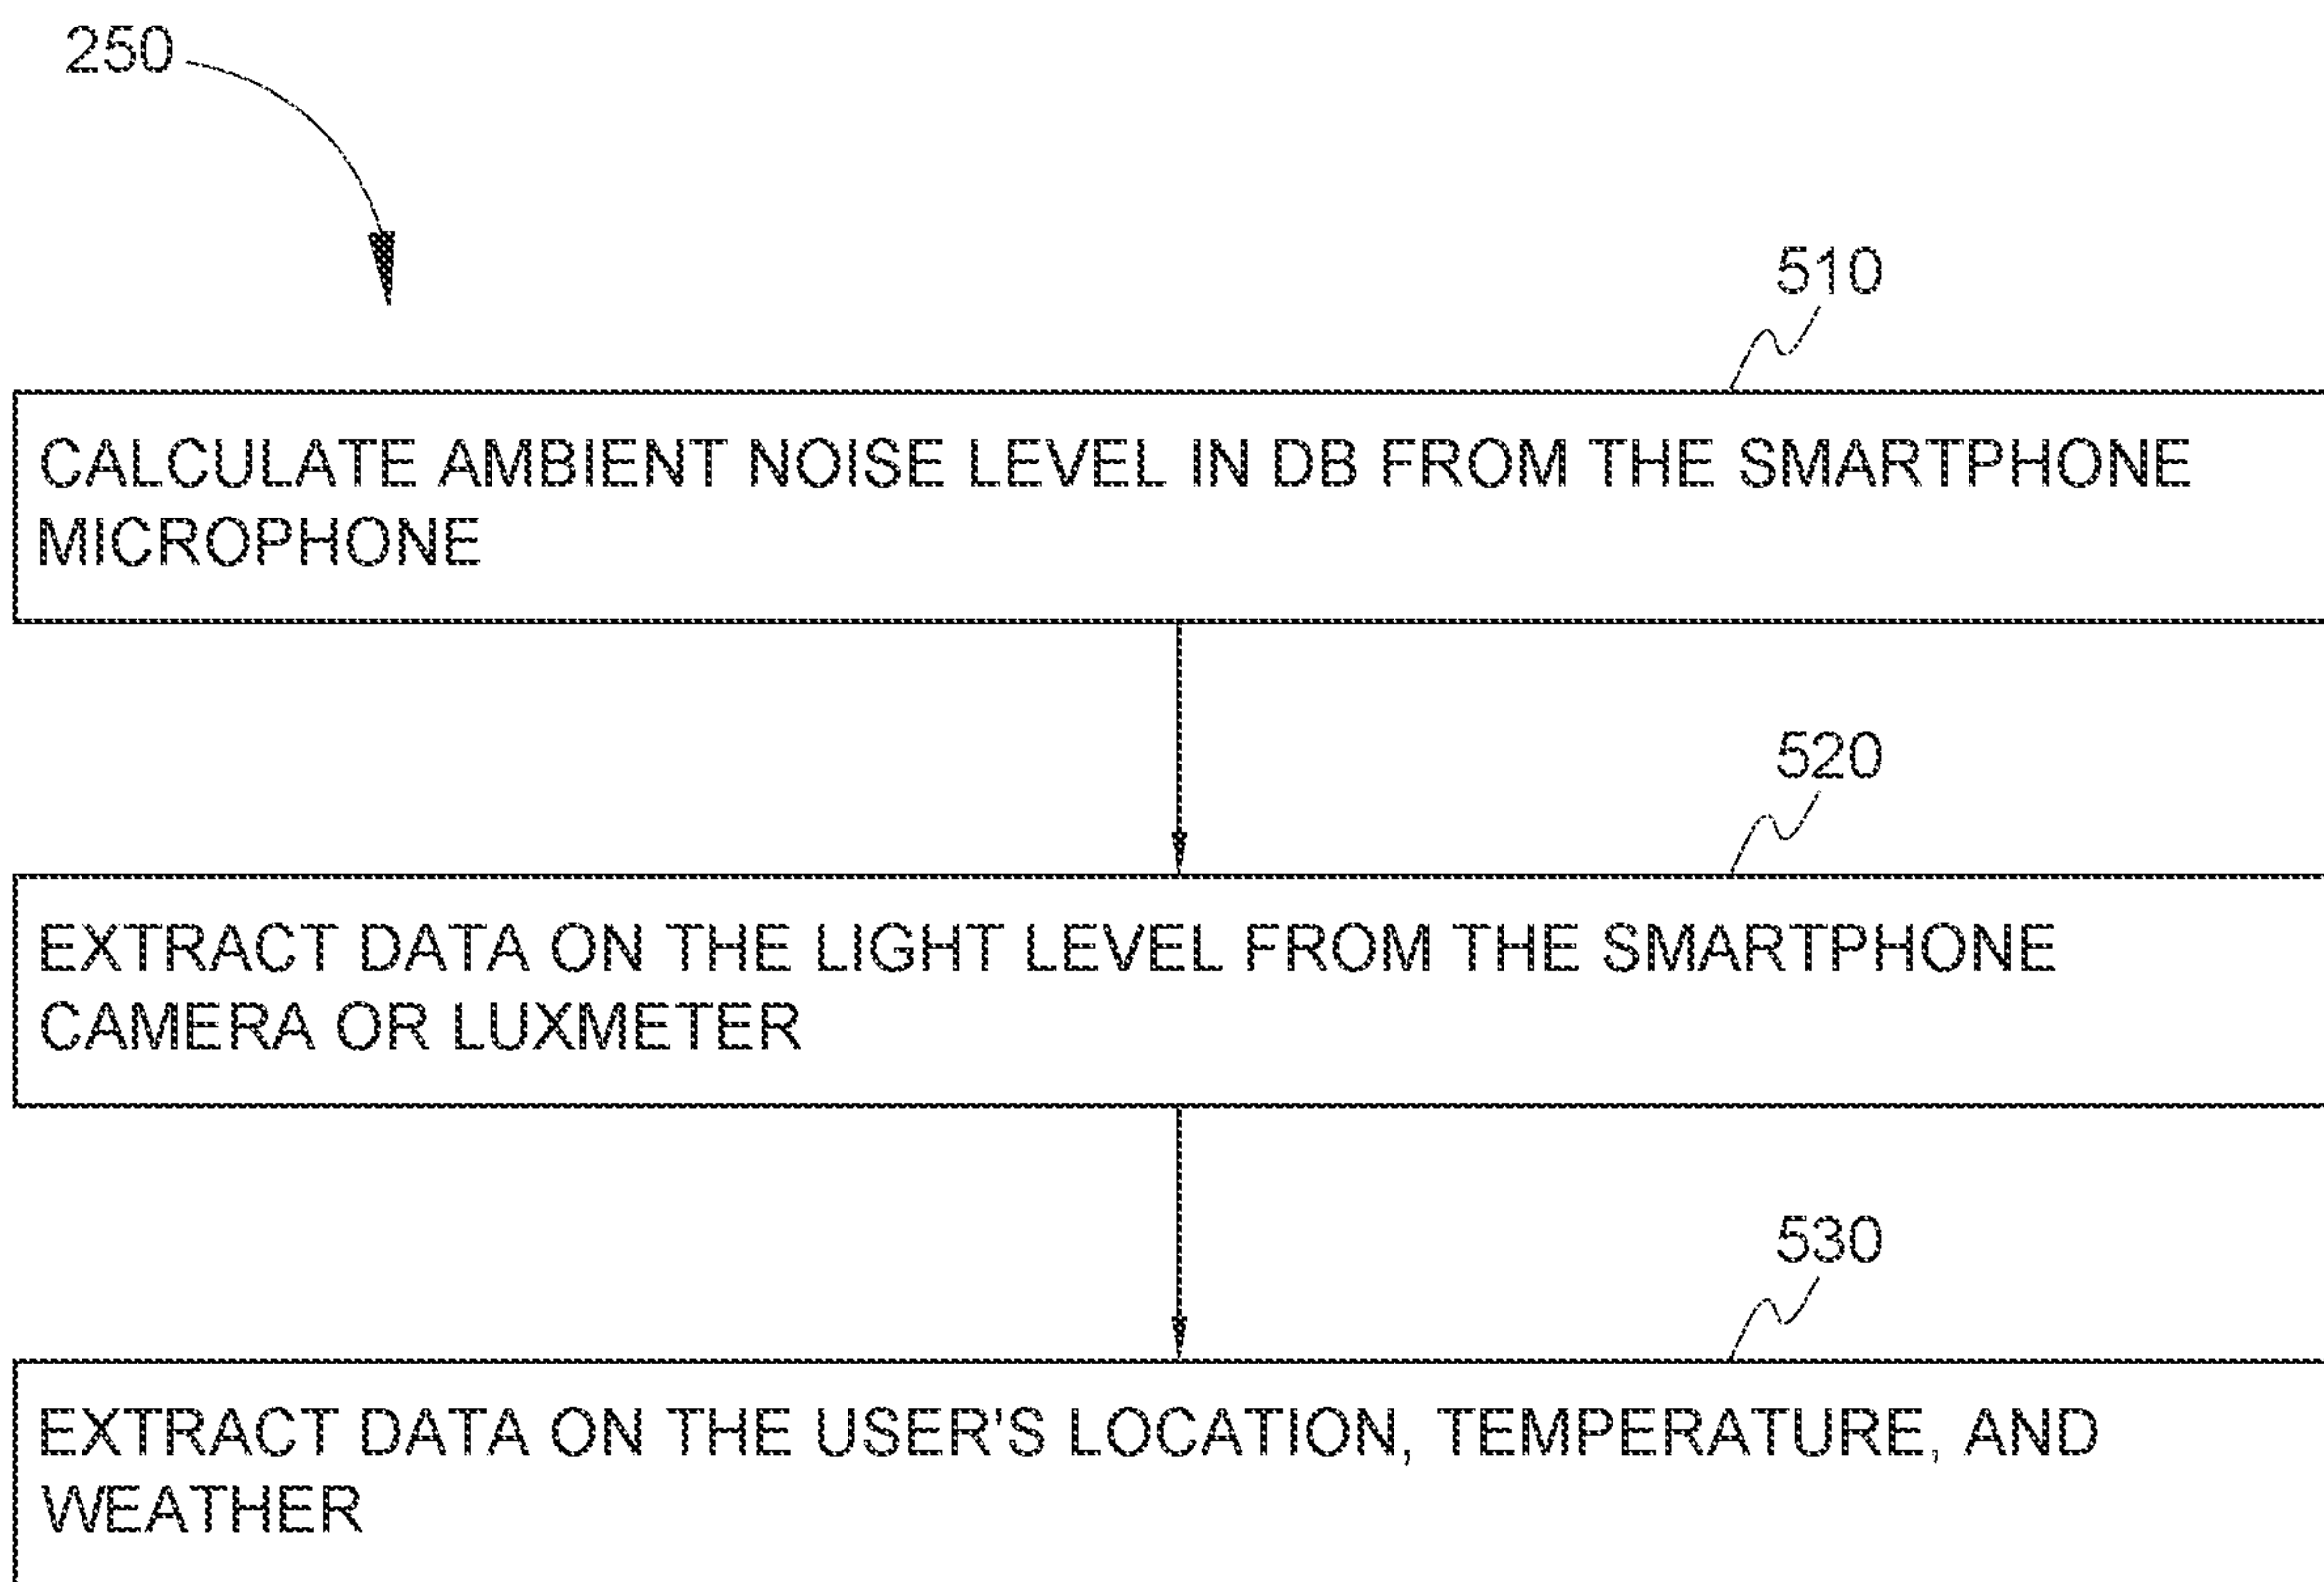 250
510
CALCULATE AMBIENT NOISE LEVEL IN DB FROM THE SMARTPHONE
MICROPHONE
520
EXTRACT DATA ON THE LIGHT LEVEL FROM THE SMARTPHONE
CAMERA OR LUXMETER
530
EXTRACT DATA ON THE USER'S LOCATION, TEMPERATURE, AND
WEATHER